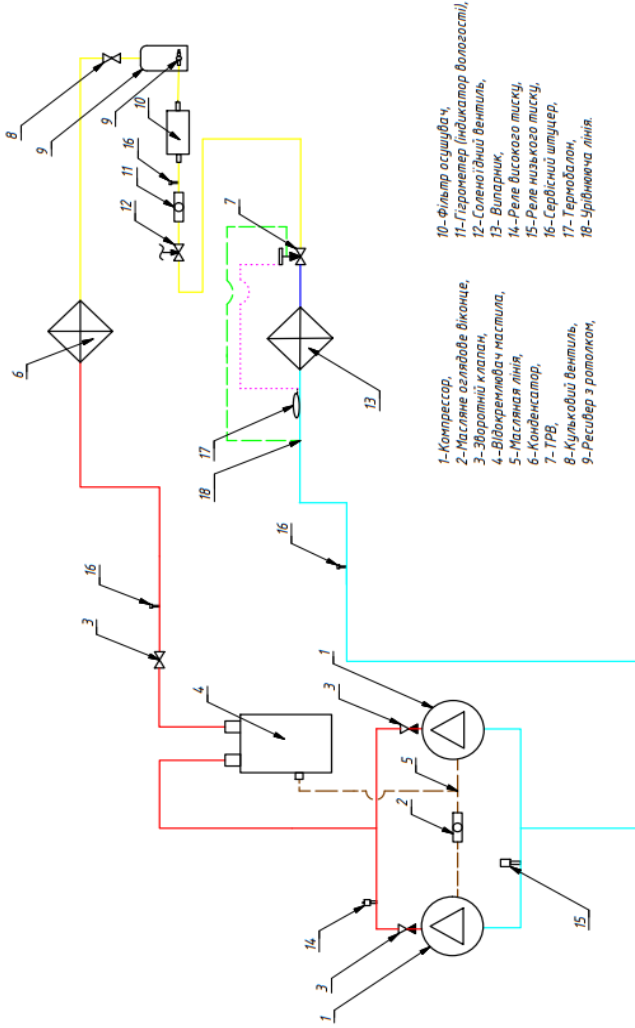 8
6
9
16
3
9
12
11
16
10
4
18
17
7
1
3
14
3
1
16
13
2
5
15
1-Компрессор,
2-Масляне оглядове віконце,
3-Зворотній клапан,
4-Відокремлювач мастила,
5-Масляная лінія,
6-Конденсатор,
7-ТРВ,
8-Кульковий вентиль,
9-Ресивер з ротолком,
10-Фільтр осушувач,
11-Гігрометер (індикатор вологості),
12-Соленоїдний вентиль,
13- Випарник,
14-Реле високого тиску,
15-Реле низького тиску,
16-Сервісний штуцер,
17-Термобалон,
18-Урівнююча лінія.